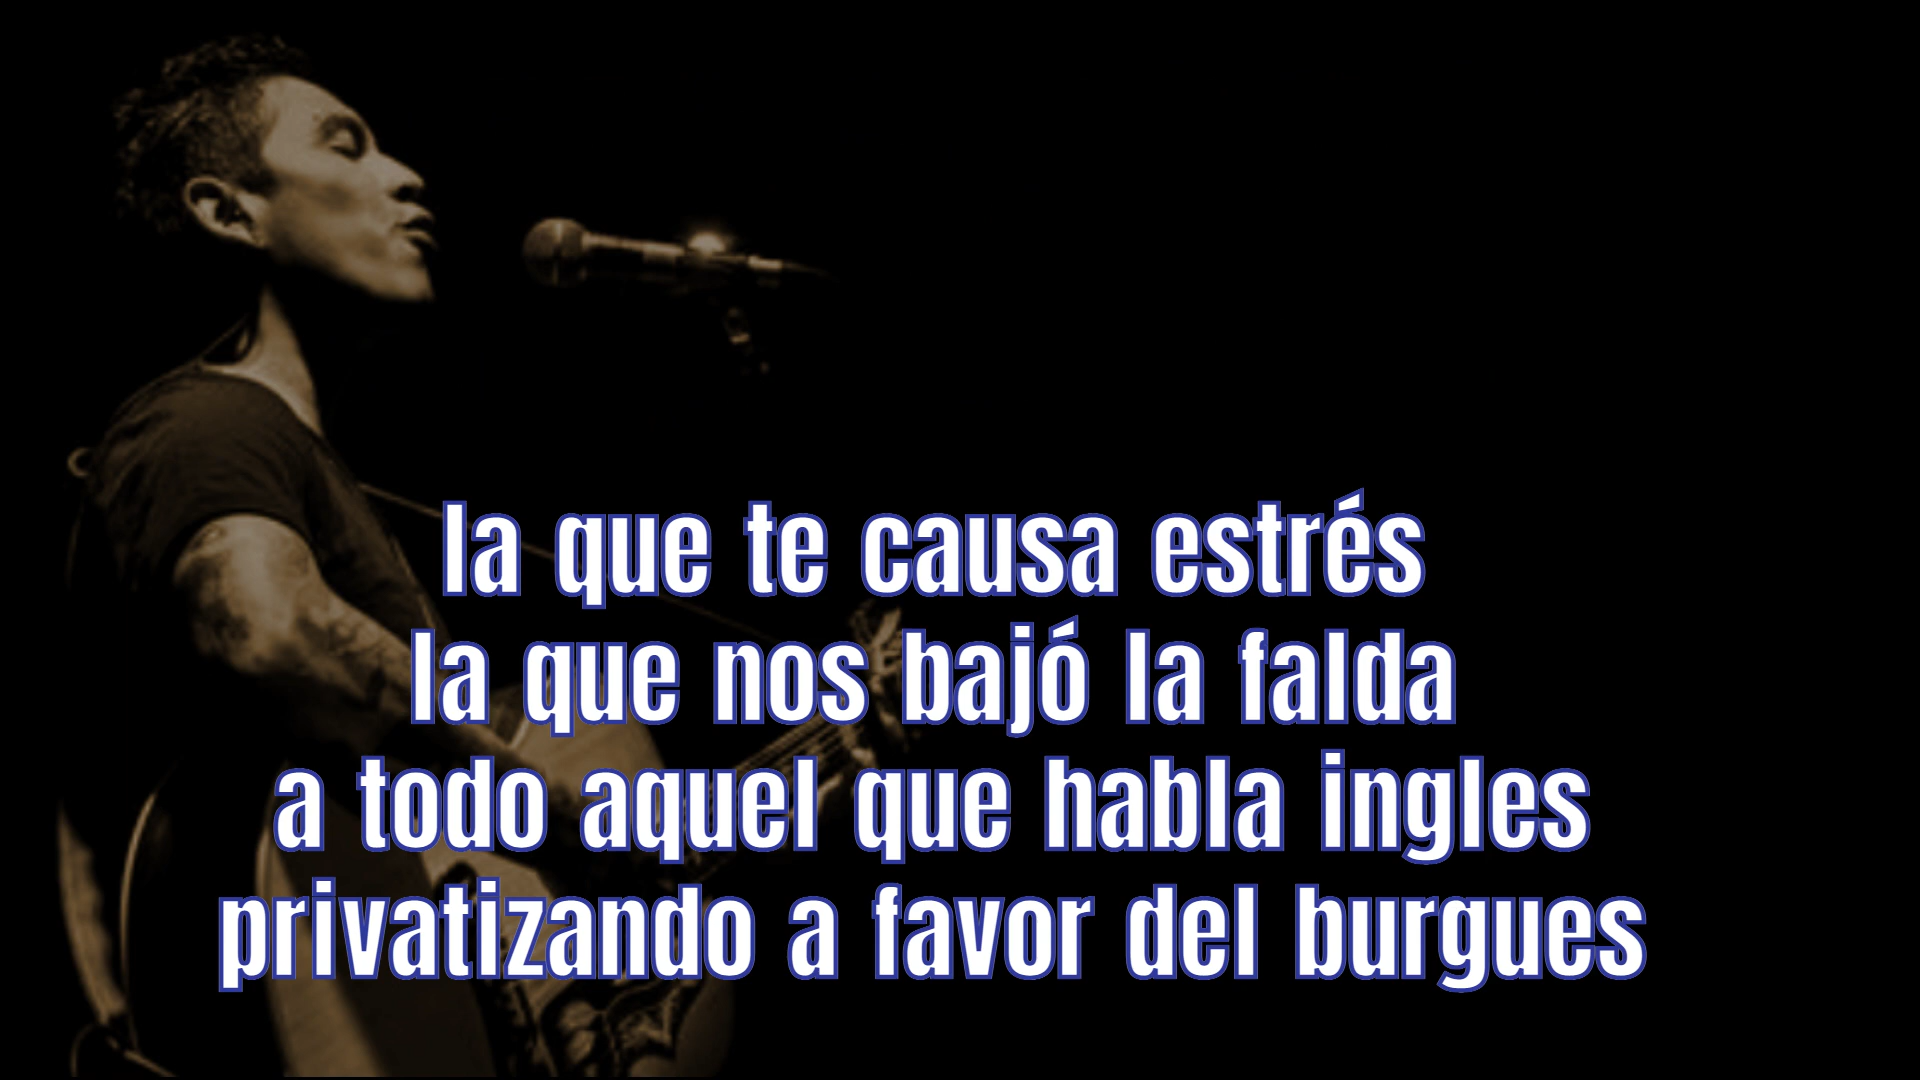 la que te causa estrés
la que nos bajó la falda
a todo aquel que habla ingles
privatizando a favor del burgues